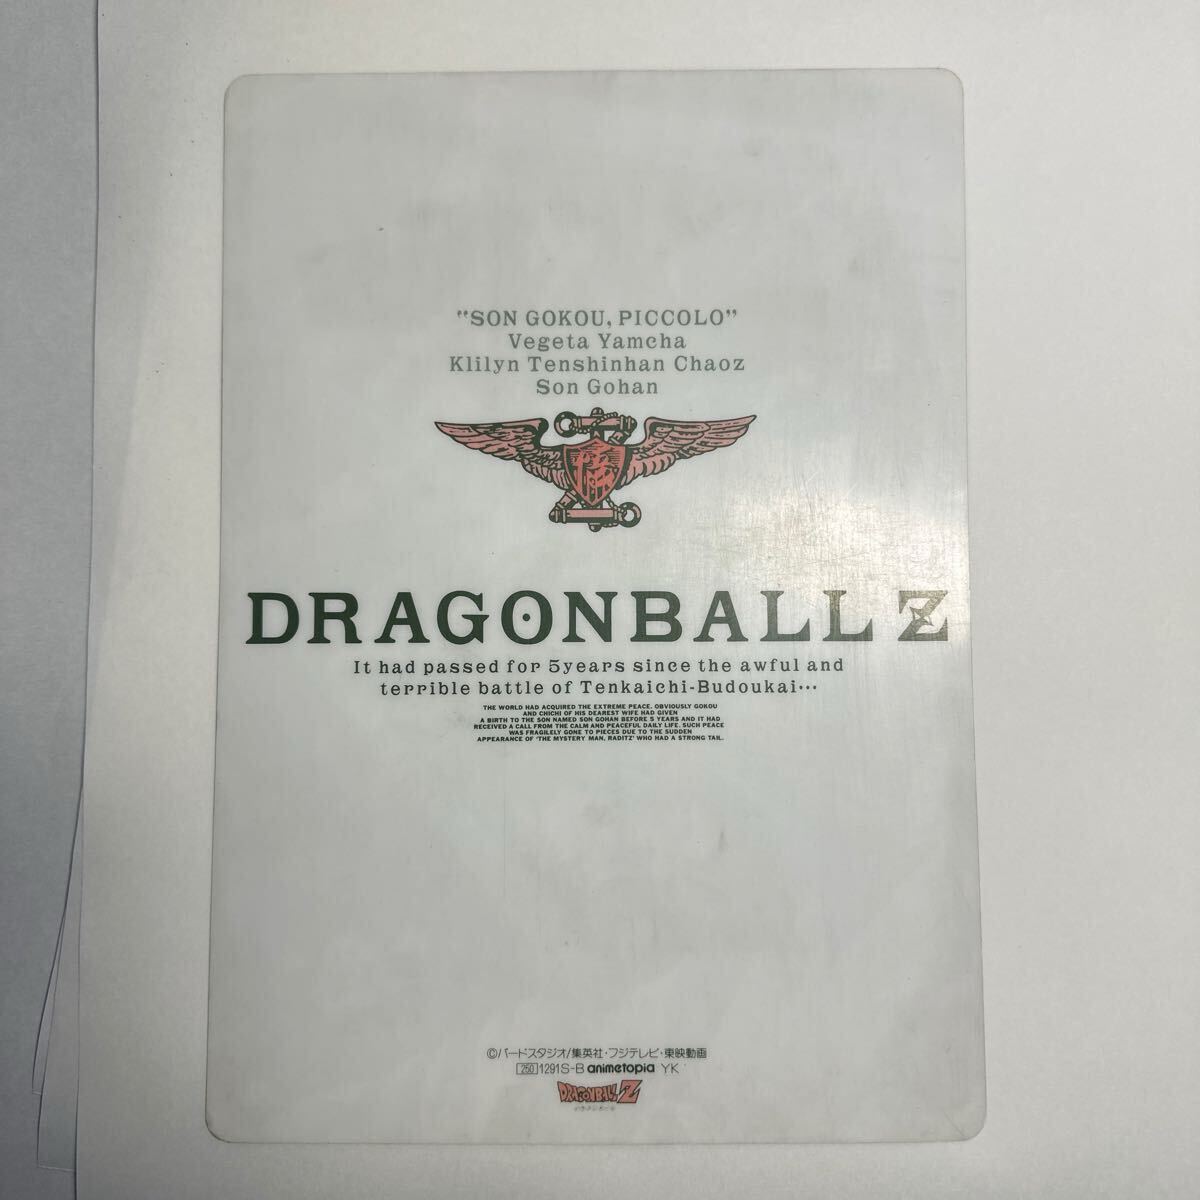 "SON GOKOU, PICCOLO"
Vegeta Yamcha
Klilyn Tenshinhan Chaoz
Son Gohan
DRAGONBALL Z
It had passed for 5years since the awful and
terrible battle of Tenkaichi-Budoukai···
THE WORLD HAD ACQUIRED THE EXTREME PEACE. OBVIOUSLY GOKOU
AND CHICHI OF HIS DEAREST WIFE HAD GIVEN
A BIRTH TO THE SON NAMED SON GOHAN BEFORE 5 YEARS AND IT HAD
RECEIVED A CALL FROM THE CALM AND PEACEFUL DAILY LIFE. SUCH PEACE
WAS FRAGILELY GONE TO PIECES DUE TO THE SUDDEN
APPEARANCE OF 'THE MYSTERY MAN, RADITZ' WHO HAD A STRONG TAIL.
©バードスタジオ/集英社・フジテレビ・東映動画
250 1291S-B animetopia YK
DRAGONBALL Z